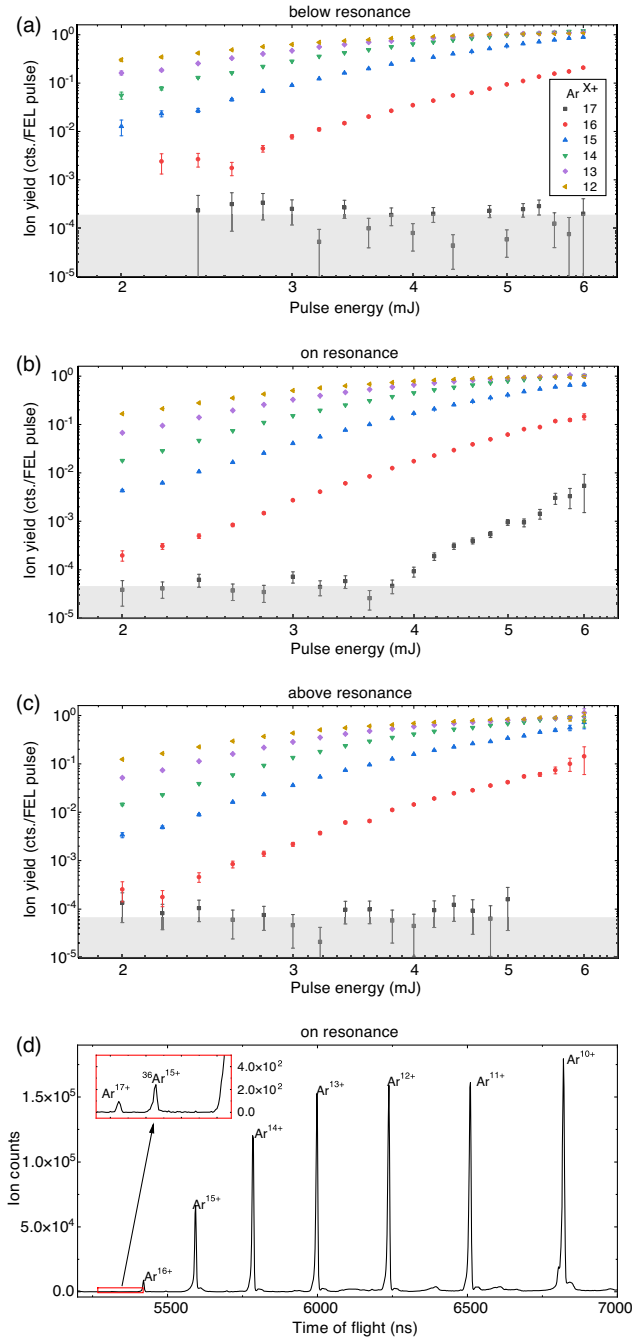 (a)
below resonance
Ion yield (cts./FEL pulse)
10⁰
10⁻¹
10⁻²
10⁻³
10⁻⁴
10⁻⁵
Ar X+
17
16
15
14
13
12
2 3 4 5 6
Pulse energy (mJ)
(b)
on resonance
Ion yield (cts./FEL pulse)
10⁰
10⁻¹
10⁻²
10⁻³
10⁻⁴
10⁻⁵
2 3 4 5 6
Pulse energy (mJ)
(c)
above resonance
Ion yield (cts./FEL pulse)
10⁰
10⁻¹
10⁻²
10⁻³
10⁻⁴
10⁻⁵
2 3 4 5 6
Pulse energy (mJ)
(d)
on resonance
Ion counts
1.5×10⁵
1.0×10⁵
5.0×10⁴
0.0
Ar¹⁷⁺
³⁶Ar¹⁵⁺
4.0×10²
2.0×10²
0.0
Ar¹⁶⁺
Ar¹⁵⁺
Ar¹⁴⁺
Ar¹³⁺
Ar¹²⁺
Ar¹¹⁺
Ar¹⁰⁺
5500 6000 6500 7000
Time of flight (ns)